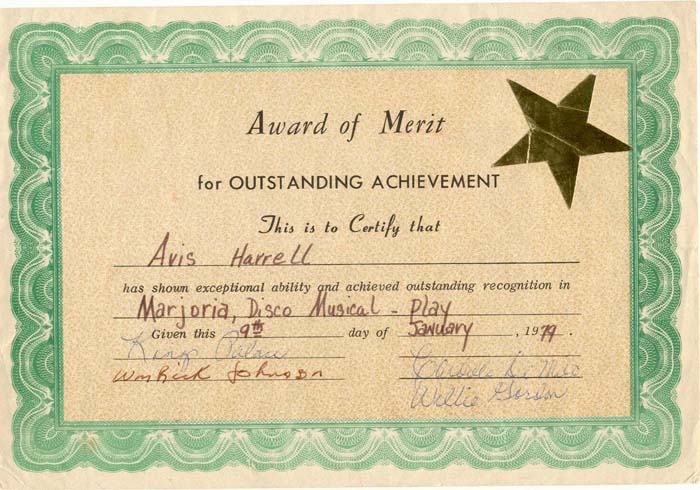 Award of Merit
for OUTSTANDING ACHIEVEMENT
This is to Certify that
Avis Harrell
has shown exceptional ability and achieved outstanding recognition in
Marjoria, Disco Musical - Play
Given this 9th day of January, 1979.
King
Johnson
Willie Gordon